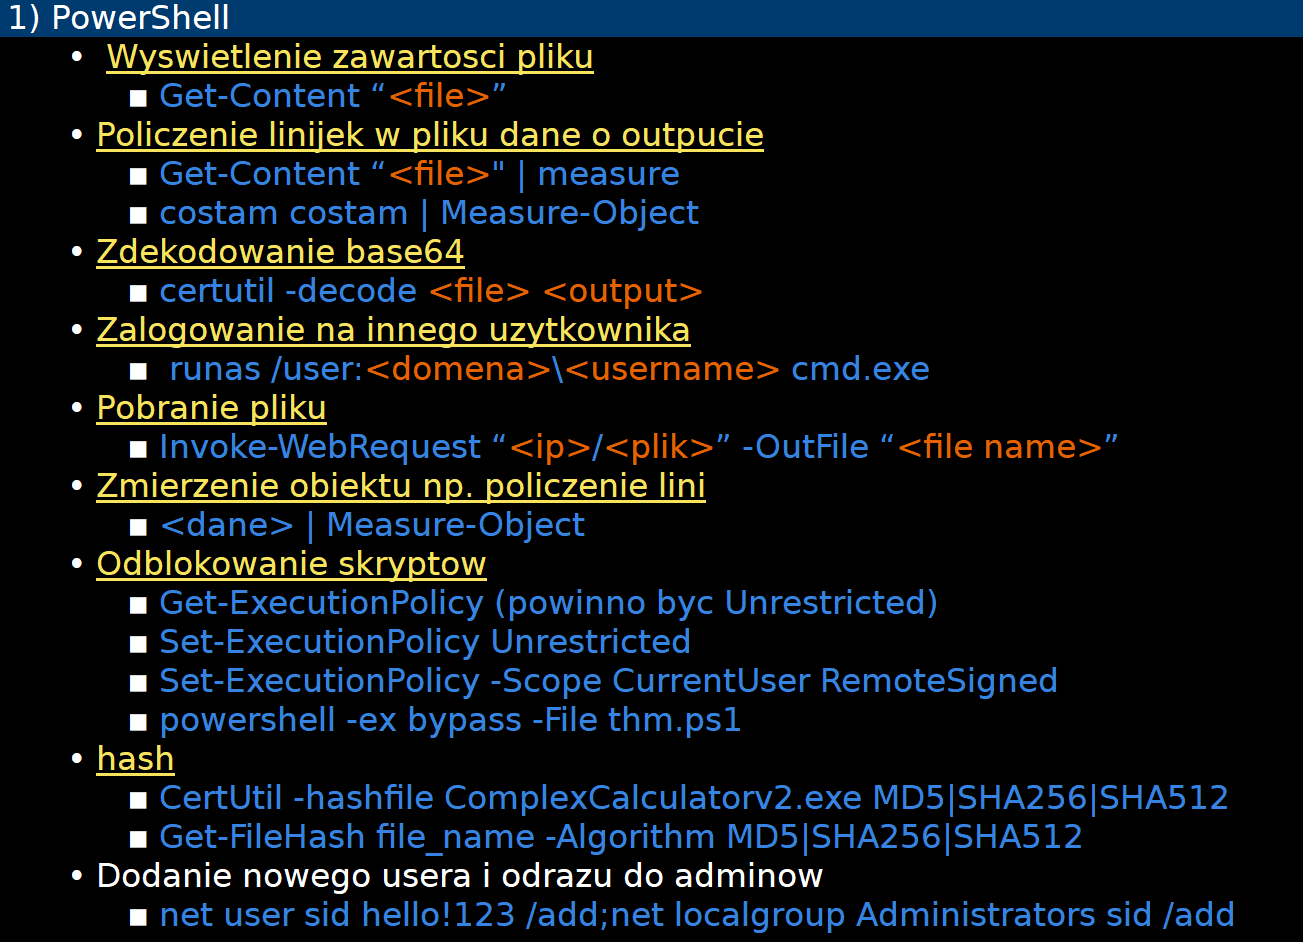 1) PowerShell
• Wyswietlenie zawartosci pliku
▪ Get-Content “<file>”
• Policzenie linijek w pliku dane o outpucie
▪ Get-Content “<file>" | measure
▪ costam costam | Measure-Object
• Zdekodowanie base64
▪ certutil -decode <file> <output>
• Zalogowanie na innego uzytkownika
▪ runas /user:<domena>\<username> cmd.exe
• Pobranie pliku
▪ Invoke-WebRequest “<ip>/<plik>” -OutFile “<file name>”
• Zmierzenie obiektu np. policzenie lini
▪ <dane> | Measure-Object
• Odblokowanie skryptow
▪ Get-ExecutionPolicy (powinno byc Unrestricted)
▪ Set-ExecutionPolicy Unrestricted
▪ Set-ExecutionPolicy -Scope CurrentUser RemoteSigned
▪ powershell -ex bypass -File thm.ps1
• hash
▪ CertUtil -hashfile ComplexCalculatorv2.exe MD5|SHA256|SHA512
▪ Get-FileHash file_name -Algorithm MD5|SHA256|SHA512
• Dodanie nowego usera i odrazu do adminow
▪ net user sid hello!123 /add;net localgroup Administrators sid /add